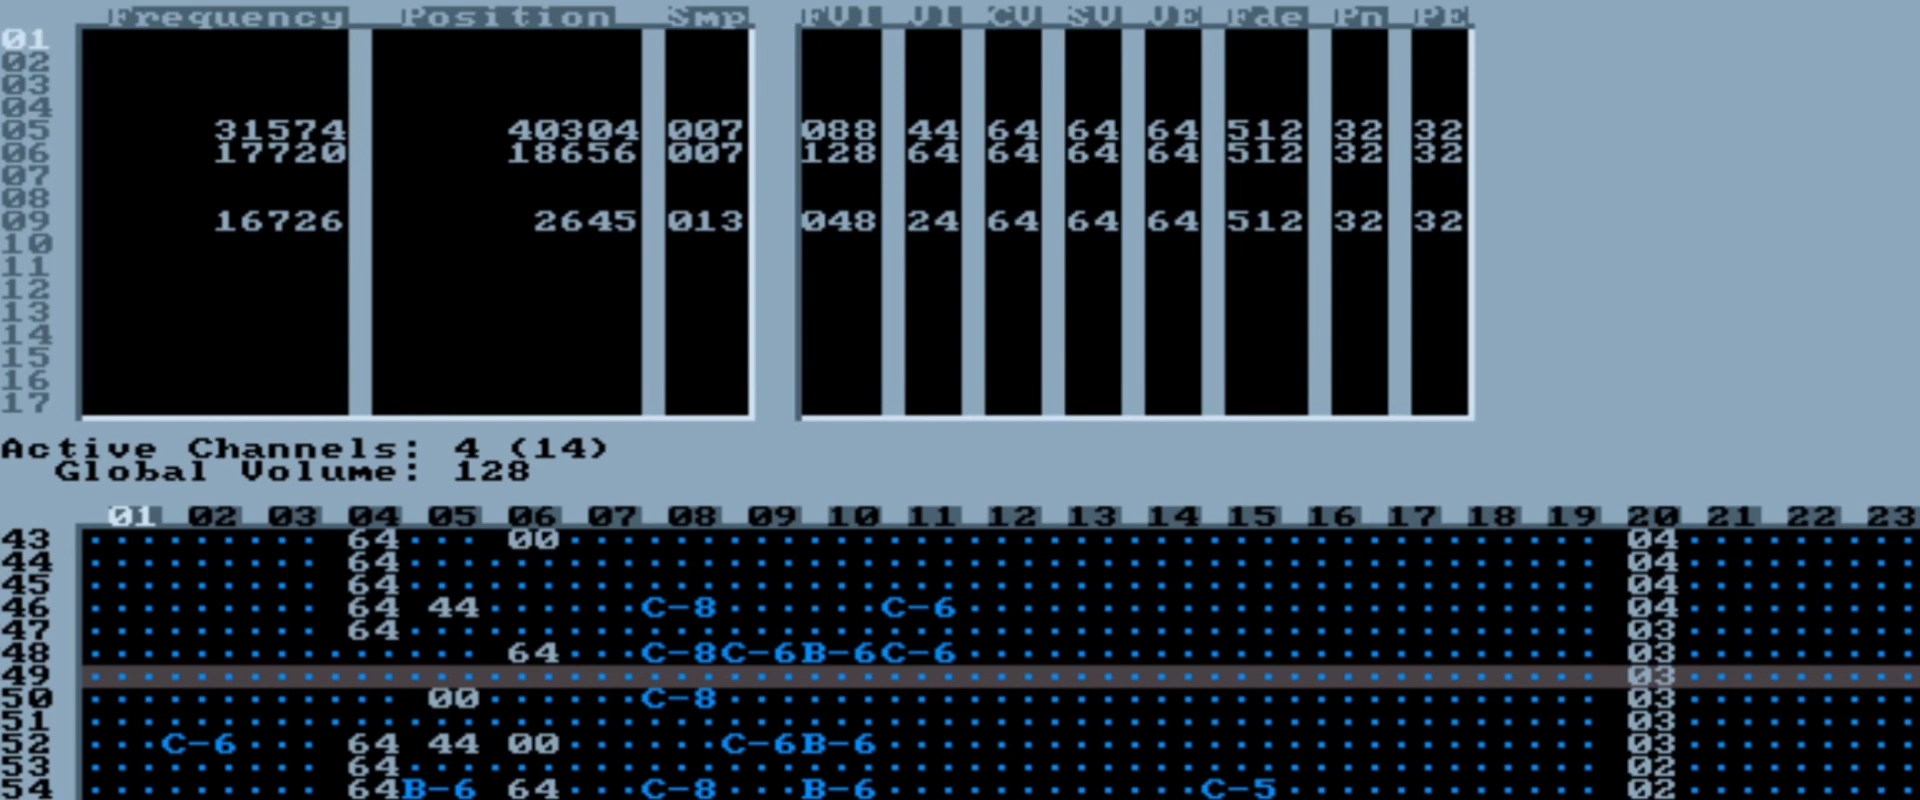 Frequency Position Smp FVl Vl CV SV VE Fde Pn PE
01
02
03
04
05 31574 40304 007 088 44 64 64 64 512 32 32
06 17720 18656 007 128 64 64 64 64 512 32 32
07
08
09 16726 2645 013 048 24 64 64 64 512 32 32
10
11
12
13
14
15
16
17
Active Channels: 4 (14)
Global Volume: 128
01 02 03 04 05 06 07 08 09 10 11 12 13 14 15 16 17 18 19 20 21 22 23
43 64 00 04
44 64 04
45 64 04
46 64 44 C-8 C-6 04
47 64 03
48 64 C-8 C-6 B-6 C-6 03
49 03
50 00 C-8 03
51 03
52 C-6 64 44 00 C-6 B-6 03
53 64 02
54 64 B-6 64 C-8 B-6 C-5 02